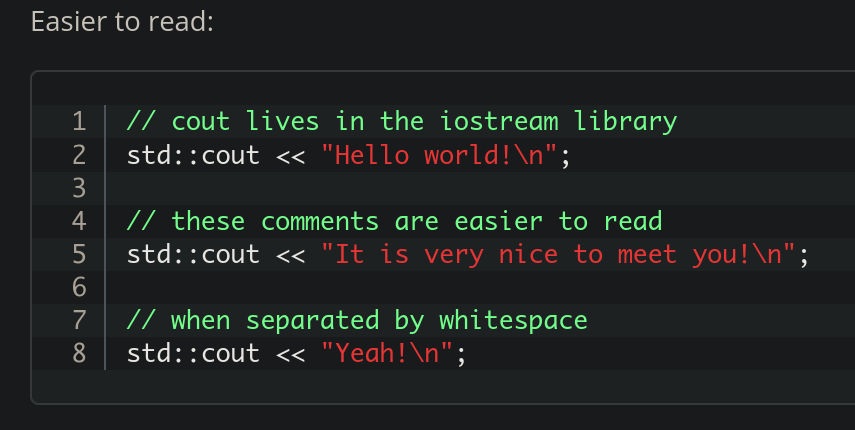 Easier to read:
1 // cout lives in the iostream library
2 std::cout << "Hello world!\n";
3
4 // these comments are easier to read
5 std::cout << "It is very nice to meet you!\n";
6
7 // when separated by whitespace
8 std::cout << "Yeah!\n";